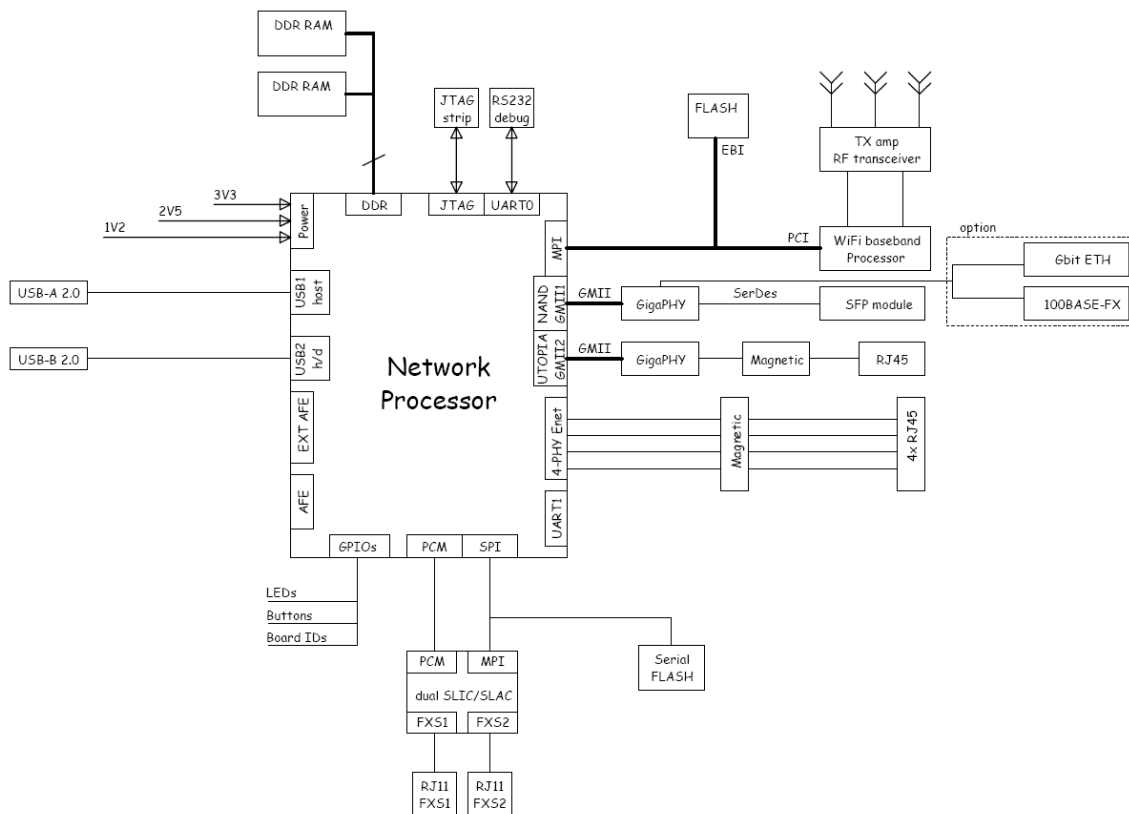 DDR RAM
DDR RAM
JTAG
strip
RS232
debug
FLASH
EBI
TX amp
RF transceiver
3V3
2V5
1V2
Power
DDR
JTAG
UART0
MPI
PCI
WiFi baseband
Processor
option
Gbit ETH
100BASE-FX
USB-A 2.0
USB1
host
NAND
GMII1
GMII
GigaPHY
SerDes
SFP module
USB-B 2.0
USB2
h/d
UTOPIA
GMII2
GMII
GigaPHY
Magnetic
RJ45
Network
Processor
EXT AFE
4-PHY Enet
Magnetic
4x RJ45
AFE
UART1
GPIOs
PCM
SPI
LEDs
Buttons
Board IDs
PCM
MPI
dual SLIC/SLAC
FXS1
FXS2
Serial
FLASH
RJ11
FXS1
RJ11
FXS2